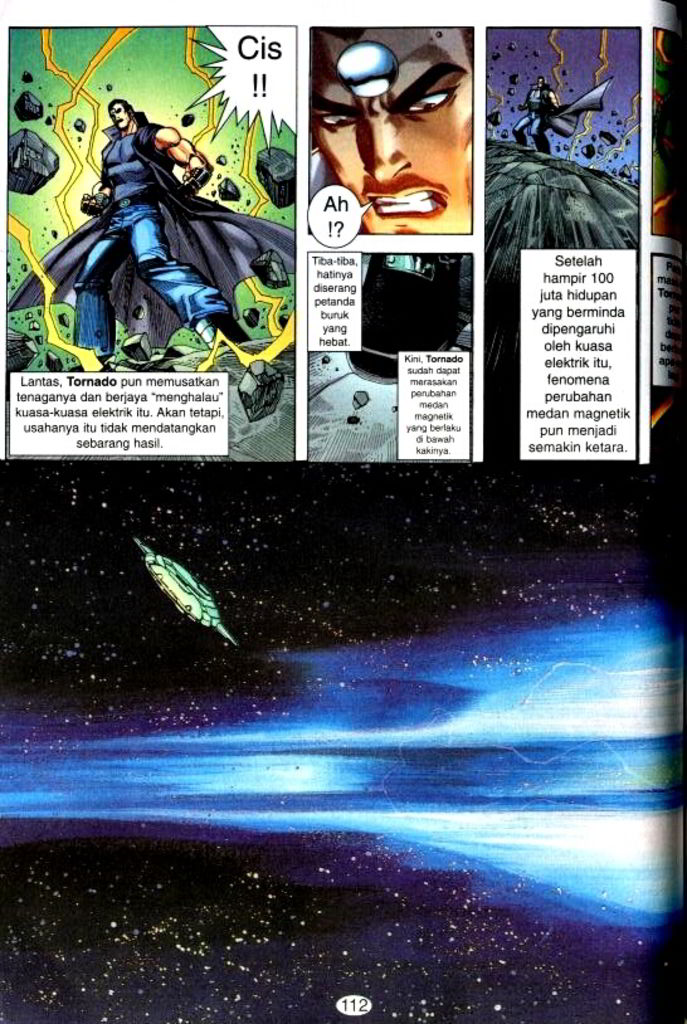 Cis
!!
Lantas, Tornado pun memusatkan
tenaganya dan berjaya "menghalau"
kuasa-kuasa elektrik itu. Akan tetapi,
usahanya itu tidak mendatangkan
sebarang hasil.
Ah
!?
Tiba-tiba,
hatinya
diserang
petanda
buruk
yang
hebat.
Kini, Tornado
sudah dapat
merasakan
perubahan
medan
magnetik
yang berlaku
di bawah
kakinya.
Setelah
hampir 100
juta hidupan
yang berminda
dipengaruhi
oleh kuasa
elektrik itu,
fenomena
perubahan
medan magnetik
pun menjadi
semakin ketara.
112